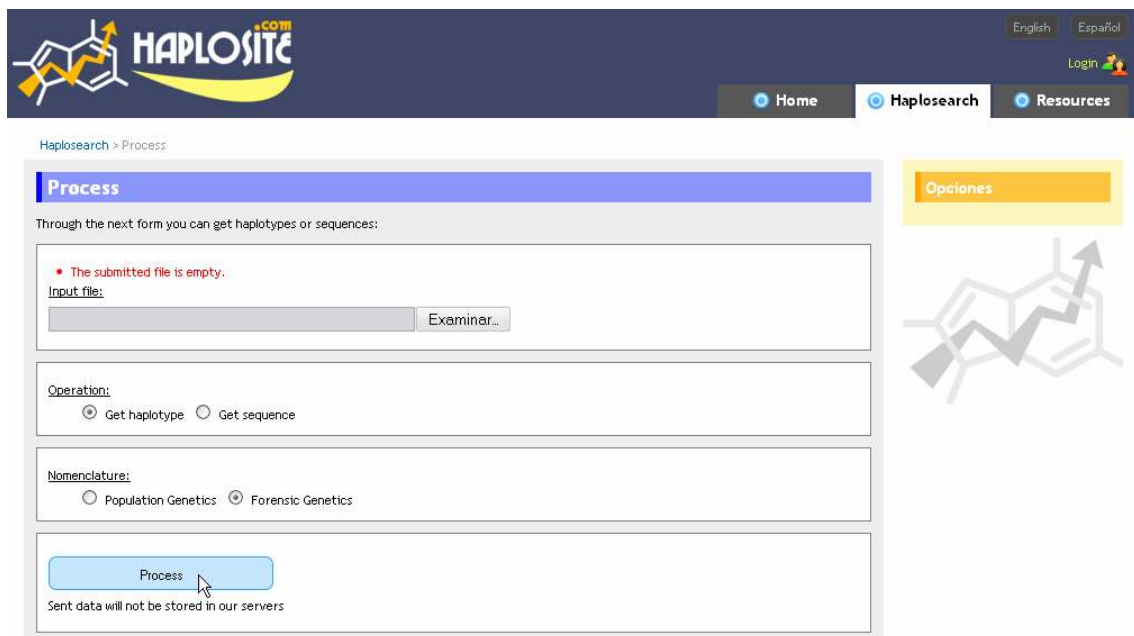 HAPLOSITE.com
English Español
Login
Home Haplosearch Resources
Haplosearch > Process
Process
Opciones
Through the next form you can get haplotypes or sequences:
• The submitted file is empty.
Input file:
Examinar...
Operation:
Get haplotype Get sequence
Nomenclature:
Population Genetics Forensic Genetics
Process
Sent data will not be stored in our servers